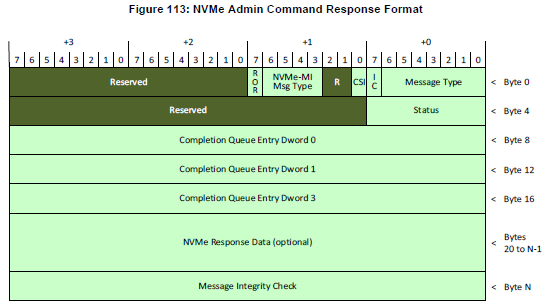 Figure 113: NVMe Admin Command Response Format
+3 +2 +1 +0
7 6 5 4 3 2 1 0 7 6 5 4 3 2 1 0 7 6 5 4 3 2 1 0 7 6 5 4 3 2 1 0
Reserved ROR NVMe-MI Msg Type R CSI IC Message Type < Byte 0
Reserved Status < Byte 4
Completion Queue Entry Dword 0 < Byte 8
Completion Queue Entry Dword 1 < Byte 12
Completion Queue Entry Dword 3 < Byte 16
NVMe Response Data (optional) < Bytes 20 to N-1
Message Integrity Check < Byte N